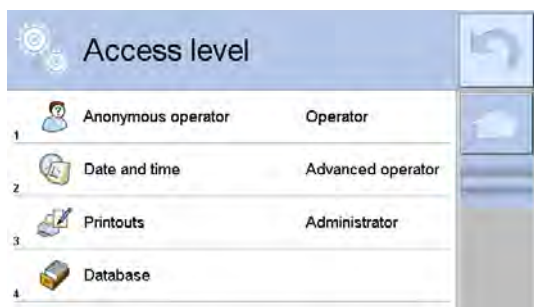 Access level
Anonymous operator Operator
1
Date and time Advanced operator
2
Printouts Administrator
3
Database
4